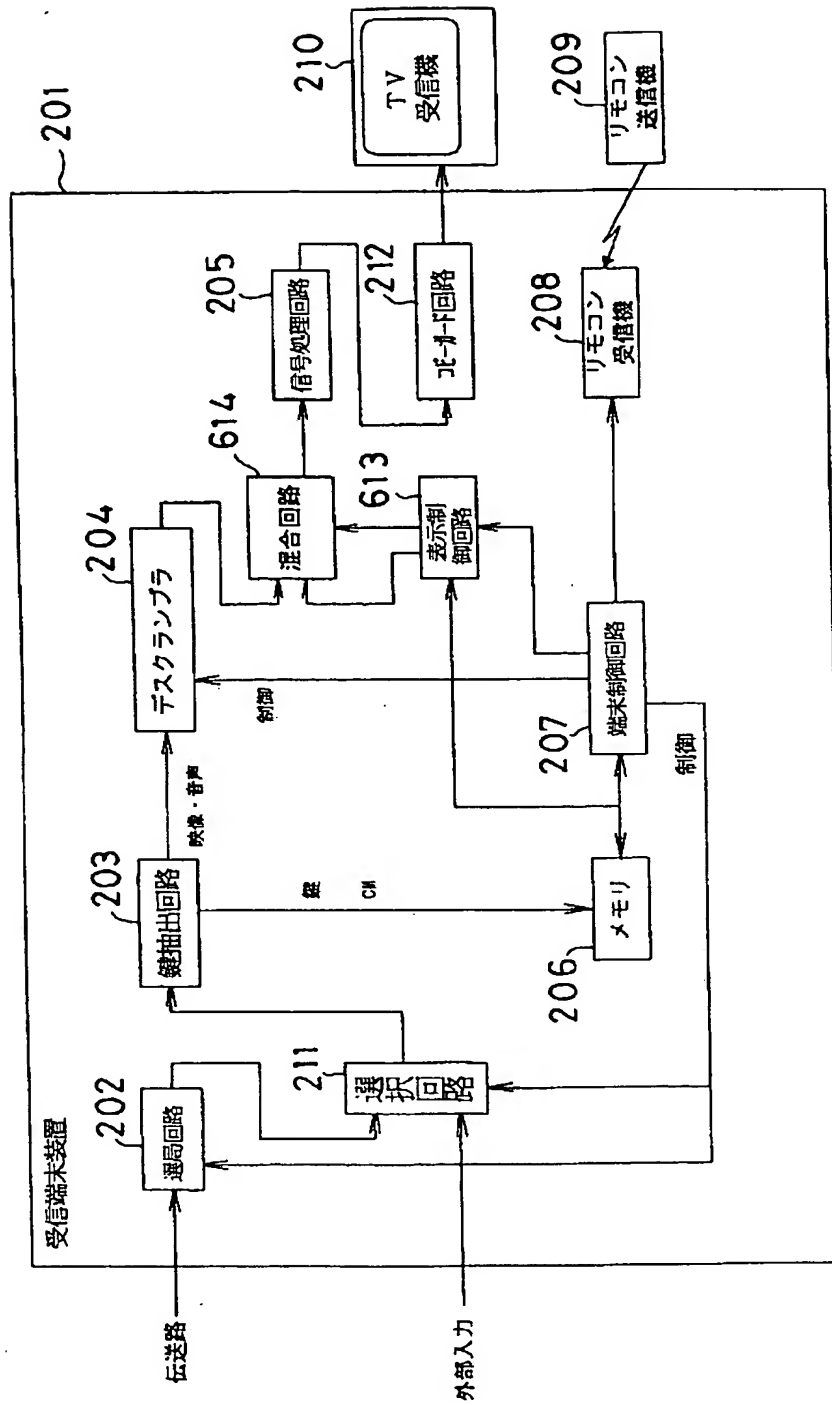 受信端末装置
201
伝送路
外部入力
202
選局回路
211
選択回路
203
鍵抽出回路
映像・音声
鍵
CM
204
デスクランブラ
制御
206
メモリ
207
端末制御回路
制御
614
混合回路
613
表示制
御回路
205
信号処理回路
212
コピーガード回路
208
リモコン
受信機
210
TV
受信機
209
リモコン
送信機